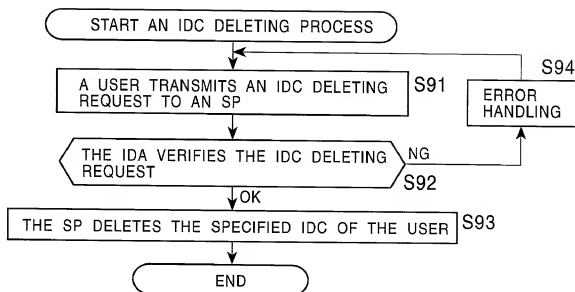 START AN IDC DELETING PROCESS
S94
A USER TRANSMITS AN IDC DELETING
REQUEST TO AN SP
S91
ERROR
HANDLING
THE IDA VERIFIES THE IDC DELETING
REQUEST
NG
S92
OK
THE SP DELETES THE SPECIFIED IDC OF THE USER
S93
END